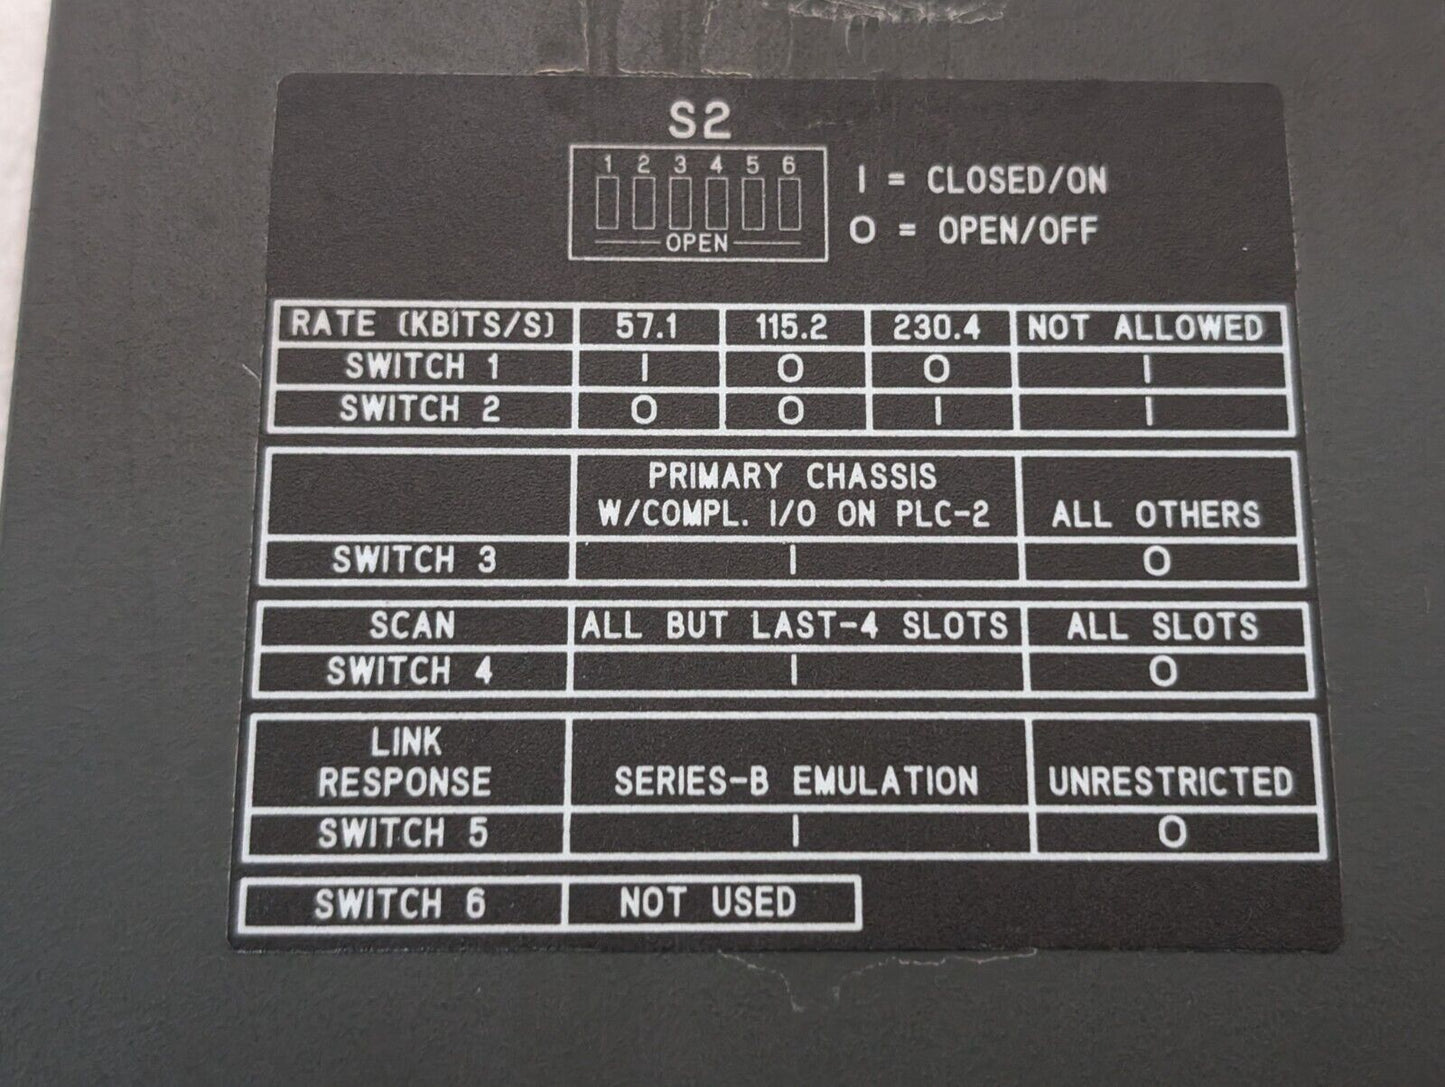 S2
1 2 3 4 5 6
OPEN
I = CLOSED/ON
O = OPEN/OFF
RATE (KBITS/S) 57.1 115.2 230.4 NOT ALLOWED
SWITCH 1 I O O I
SWITCH 2 O O I I
PRIMARY CHASSIS
W/COMPL. I/O ON PLC-2 ALL OTHERS
SWITCH 3 I O
SCAN ALL BUT LAST-4 SLOTS ALL SLOTS
SWITCH 4 I O
LINK
RESPONSE SERIES-B EMULATION UNRESTRICTED
SWITCH 5 I O
SWITCH 6 NOT USED